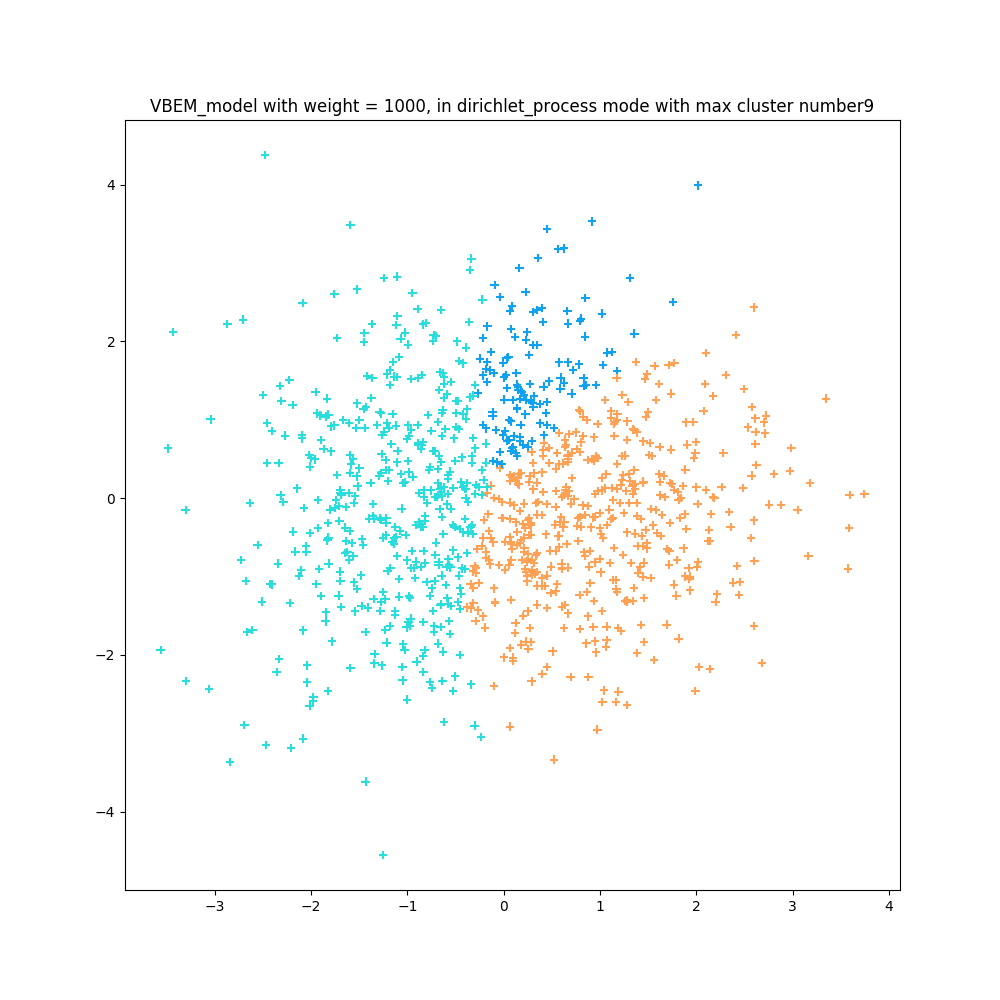 VBEM_model with weight = 1000, in dirichlet_process mode with max cluster number9
4
2
0
−2
−4
−3 −2 −1 0 1 2 3 4